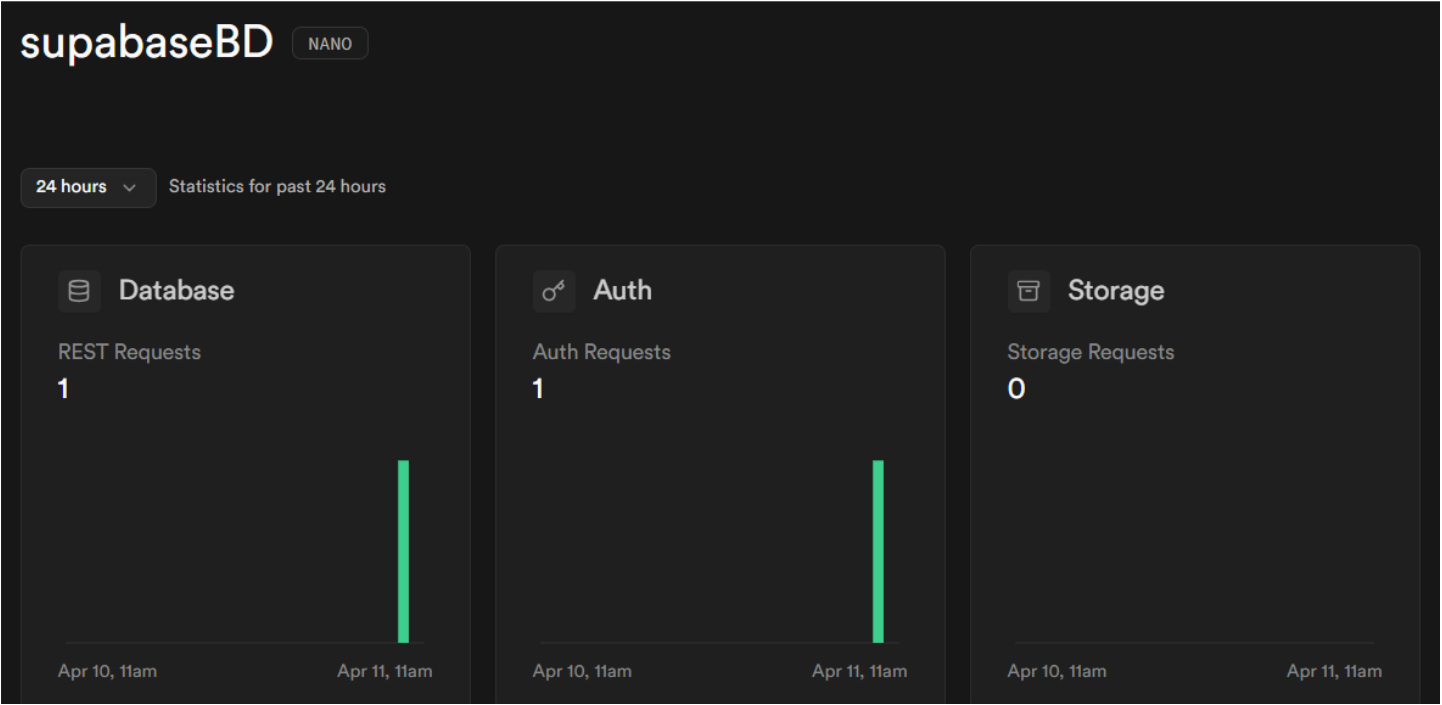 supabaseBD NANO
24 hours Statistics for past 24 hours
Database
REST Requests
1
Apr 10, 11am Apr 11, 11am
Auth
Auth Requests
1
Apr 10, 11am Apr 11, 11am
Storage
Storage Requests
0
Apr 10, 11am Apr 11, 11am